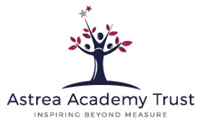 Astrea Academy Trust
INSPIRING BEYOND MEASURE